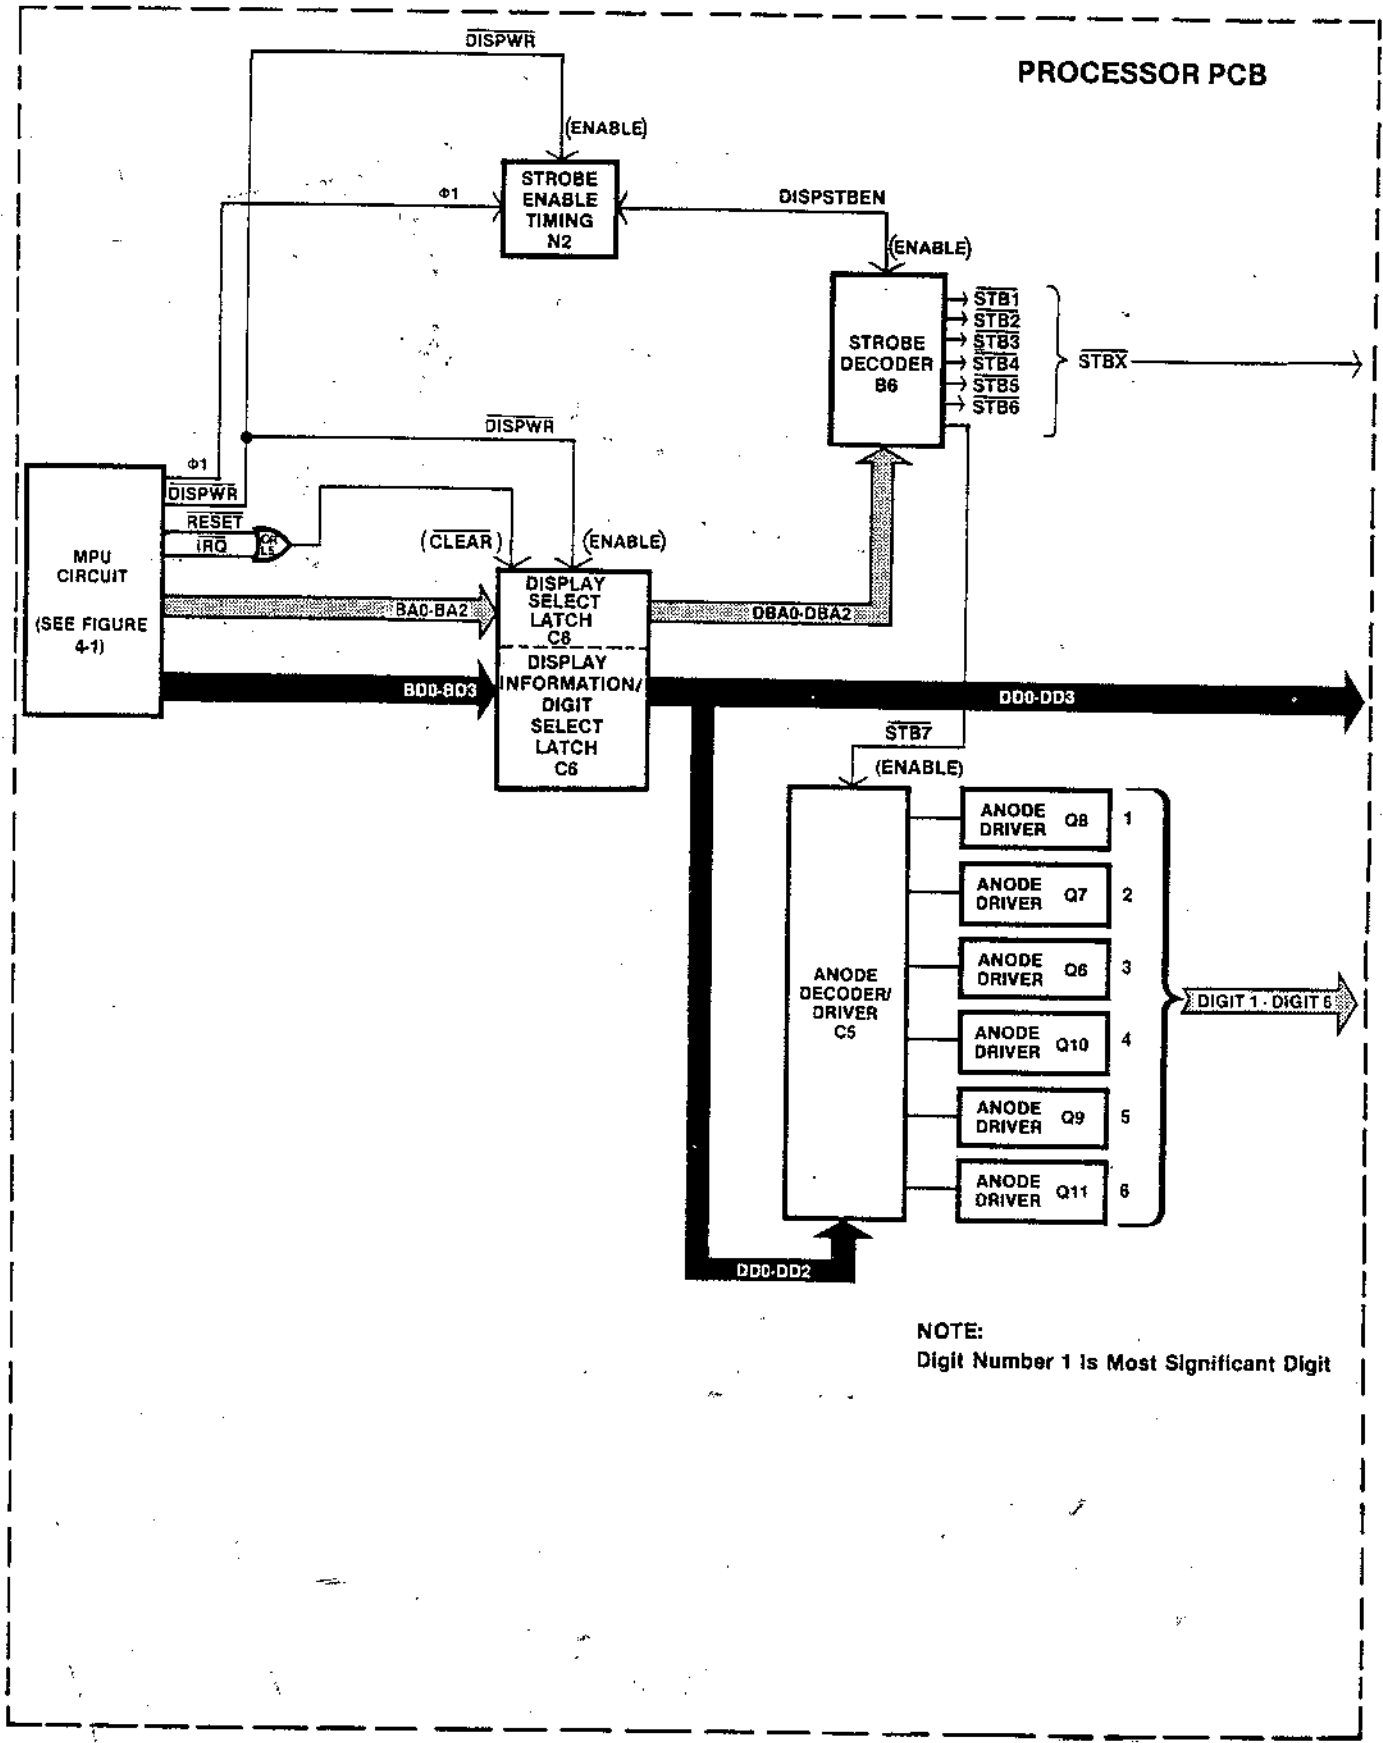 DISPWR
PROCESSOR PCB
(ENABLE)
STROBE
ENABLE
TIMING
N2
Φ1
DISPSTBEN
(ENABLE)
STROBE
DECODER
B6
STB1
STB2
STB3
STB4
STB5
STB6
STBX
DISPWR
Φ1
DISPWR
RESET
IRQ
OR
L5
MPU
CIRCUIT
(SEE FIGURE
4-1)
(CLEAR)
(ENABLE)
DISPLAY
SELECT
LATCH
C6
BA0-BA2
DBA0-DBA2
DISPLAY
INFORMATION/
DIGIT
SELECT
LATCH
C6
BD0-BD3
DD0-DD3
STB7
(ENABLE)
ANODE
DECODER/
DRIVER
C5
ANODE
DRIVER Q8 1
ANODE
DRIVER Q7 2
ANODE
DRIVER Q6 3
ANODE
DRIVER Q10 4
ANODE
DRIVER Q9 5
ANODE
DRIVER Q11 6
DIGIT 1 - DIGIT 6
DD0-DD2
NOTE:
Digit Number 1 is Most Significant Digit